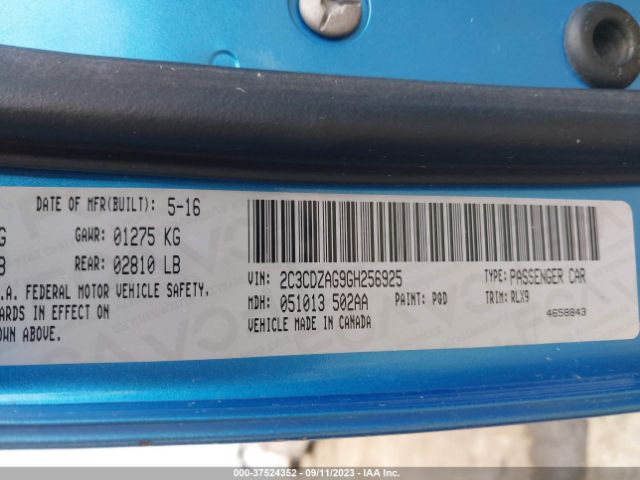 DATE OF MFR(BUILT): 5-16
G GAWR: 01275 KG
B REAR: 02810 LB
.A. FEDERAL MOTOR VEHICLE SAFETY,
ARDS IN EFFECT ON
OWN ABOVE.
VIN: 2C3CDZAG9GH256925 TYPE: PASSENGER CAR
MDH: 051013 502AA PAINT: PQD TRIM: RLX9
VEHICLE MADE IN CANADA 4658843
000-37524352 - 09/11/2023 - IAA Inc.